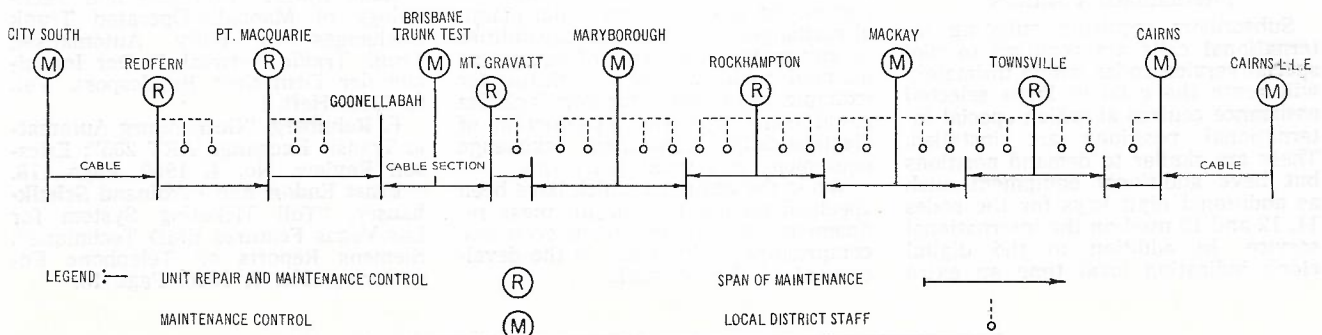 CITY SOUTH
REDFERN
PT. MACQUARIE
GOONELLABAH
BRISBANE
TRUNK TEST
MT. GRAVATT
MARYBOROUGH
ROCKHAMPTON
MACKAY
TOWNSVILLE
CAIRNS
CAIRNS-L.L.E
M
R
R
M
R
M
R
M
R
M
M
CABLE
CABLE SECTION
CABLE
LEGEND :-
UNIT REPAIR AND MAINTENANCE CONTROL
R
SPAN OF MAINTENANCE
MAINTENANCE CONTROL
M
LOCAL DISTRICT STAFF